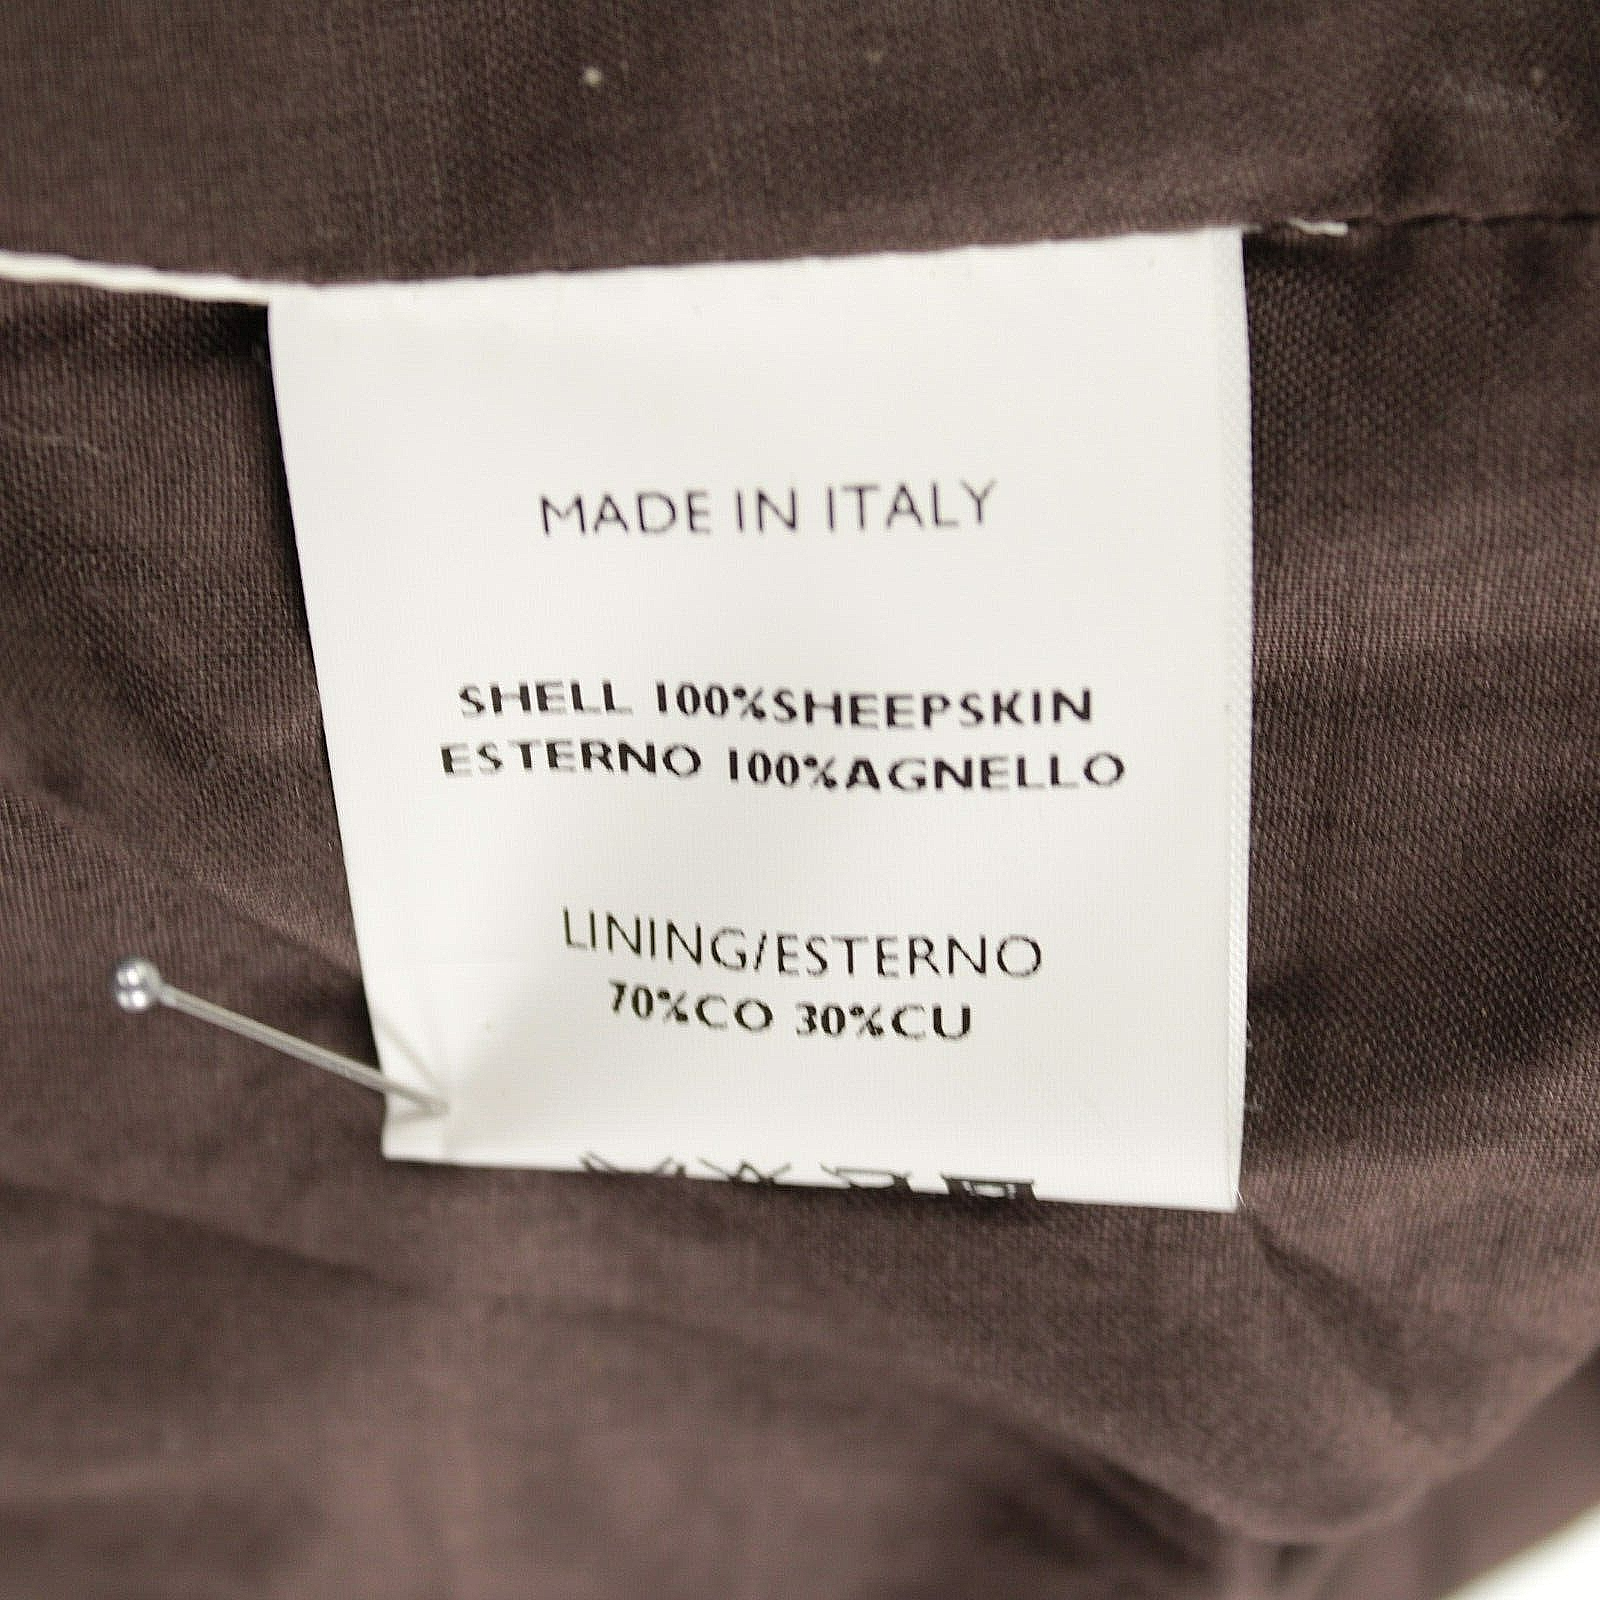 MADE IN ITALY
SHELL 100%SHEEPSKIN
ESTERNO 100%AGNELLO
LINING/ESTERNO
70%CO 30%CU